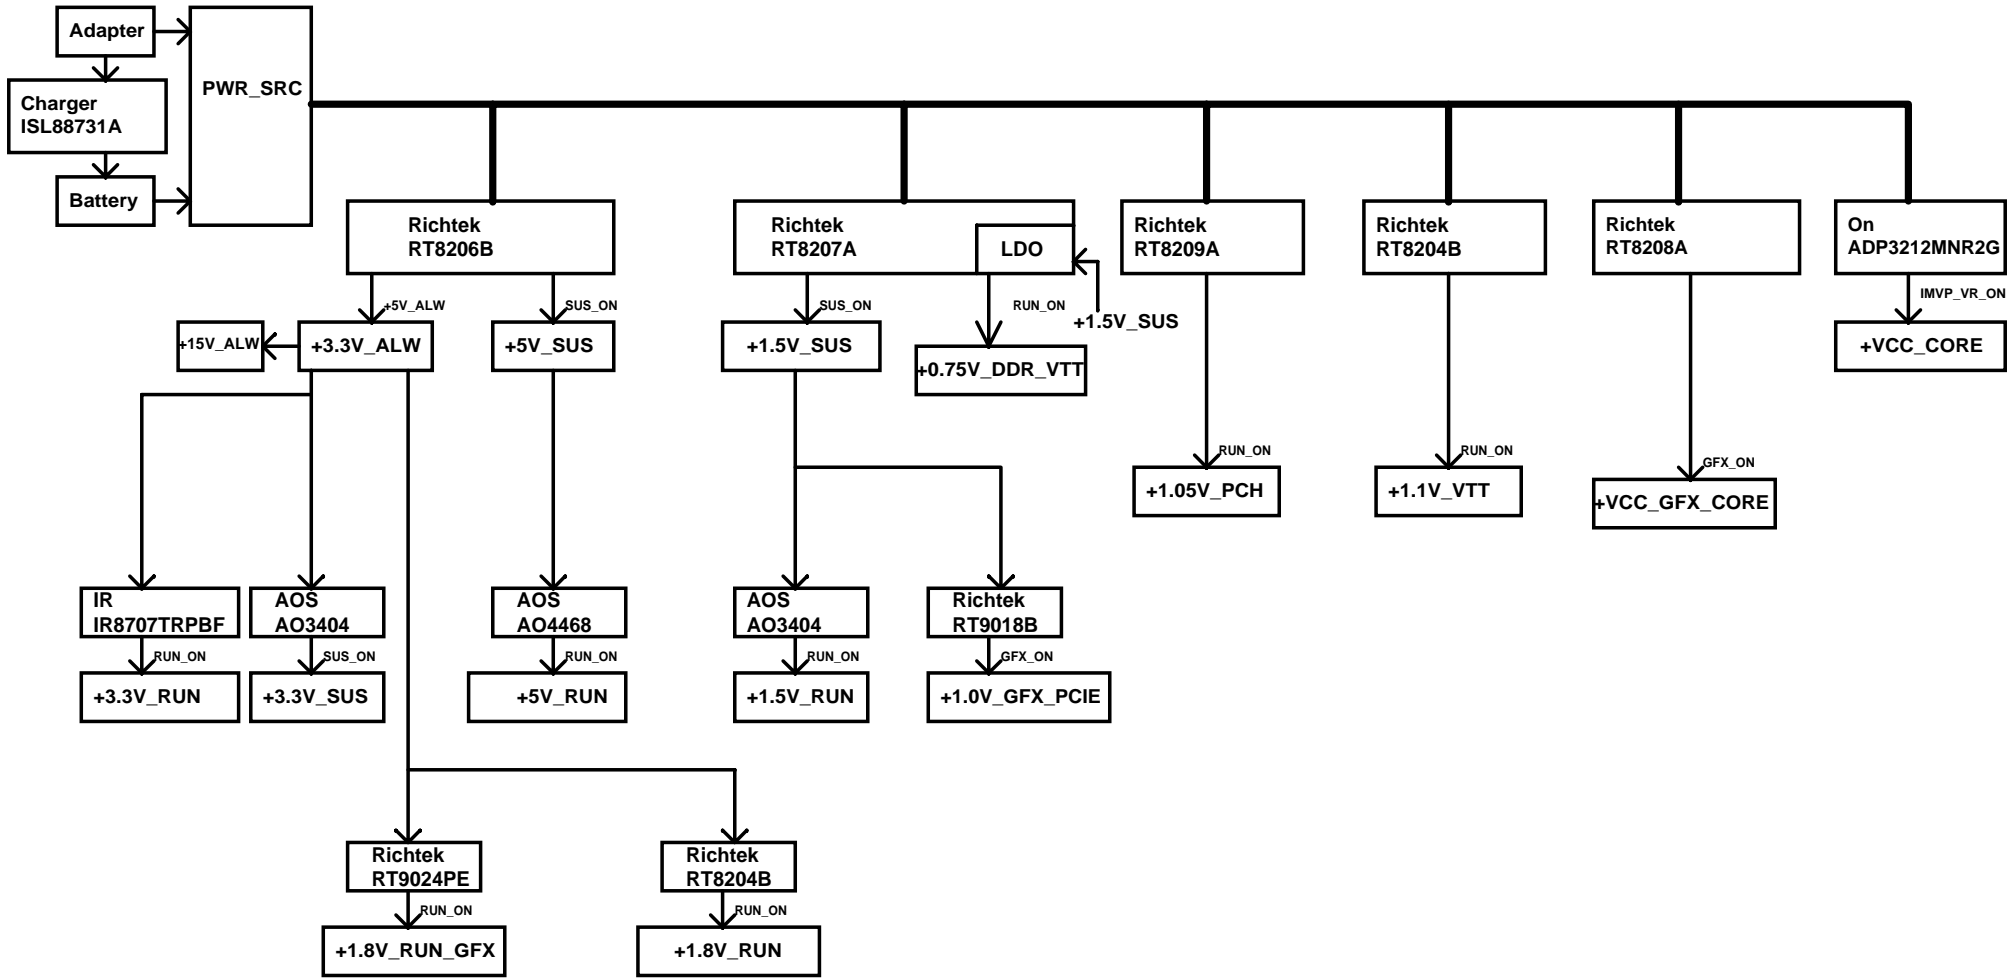 Adapter
PWR_SRC
Charger
ISL88731A
Battery
Richtek
RT8206B
Richtek
RT8207A
LDO
Richtek
RT8209A
Richtek
RT8204B
Richtek
RT8208A
On
ADP3212MNR2G
+5V_ALW
SUS_ON
SUS_ON
RUN_ON
+1.5V_SUS
IMVP_VR_ON
+15V_ALW
+3.3V_ALW
+5V_SUS
+1.5V_SUS
+0.75V_DDR_VTT
+VCC_CORE
RUN_ON
RUN_ON
GFX_ON
+1.05V_PCH
+1.1V_VTT
+VCC_GFX_CORE
IR
IR8707TRPBF
AOS
AO3404
AOS
AO4468
AOS
AO3404
Richtek
RT9018B
RUN_ON
SUS_ON
RUN_ON
RUN_ON
GFX_ON
+3.3V_RUN
+3.3V_SUS
+5V_RUN
+1.5V_RUN
+1.0V_GFX_PCIE
Richtek
RT9024PE
Richtek
RT8204B
RUN_ON
RUN_ON
+1.8V_RUN_GFX
+1.8V_RUN